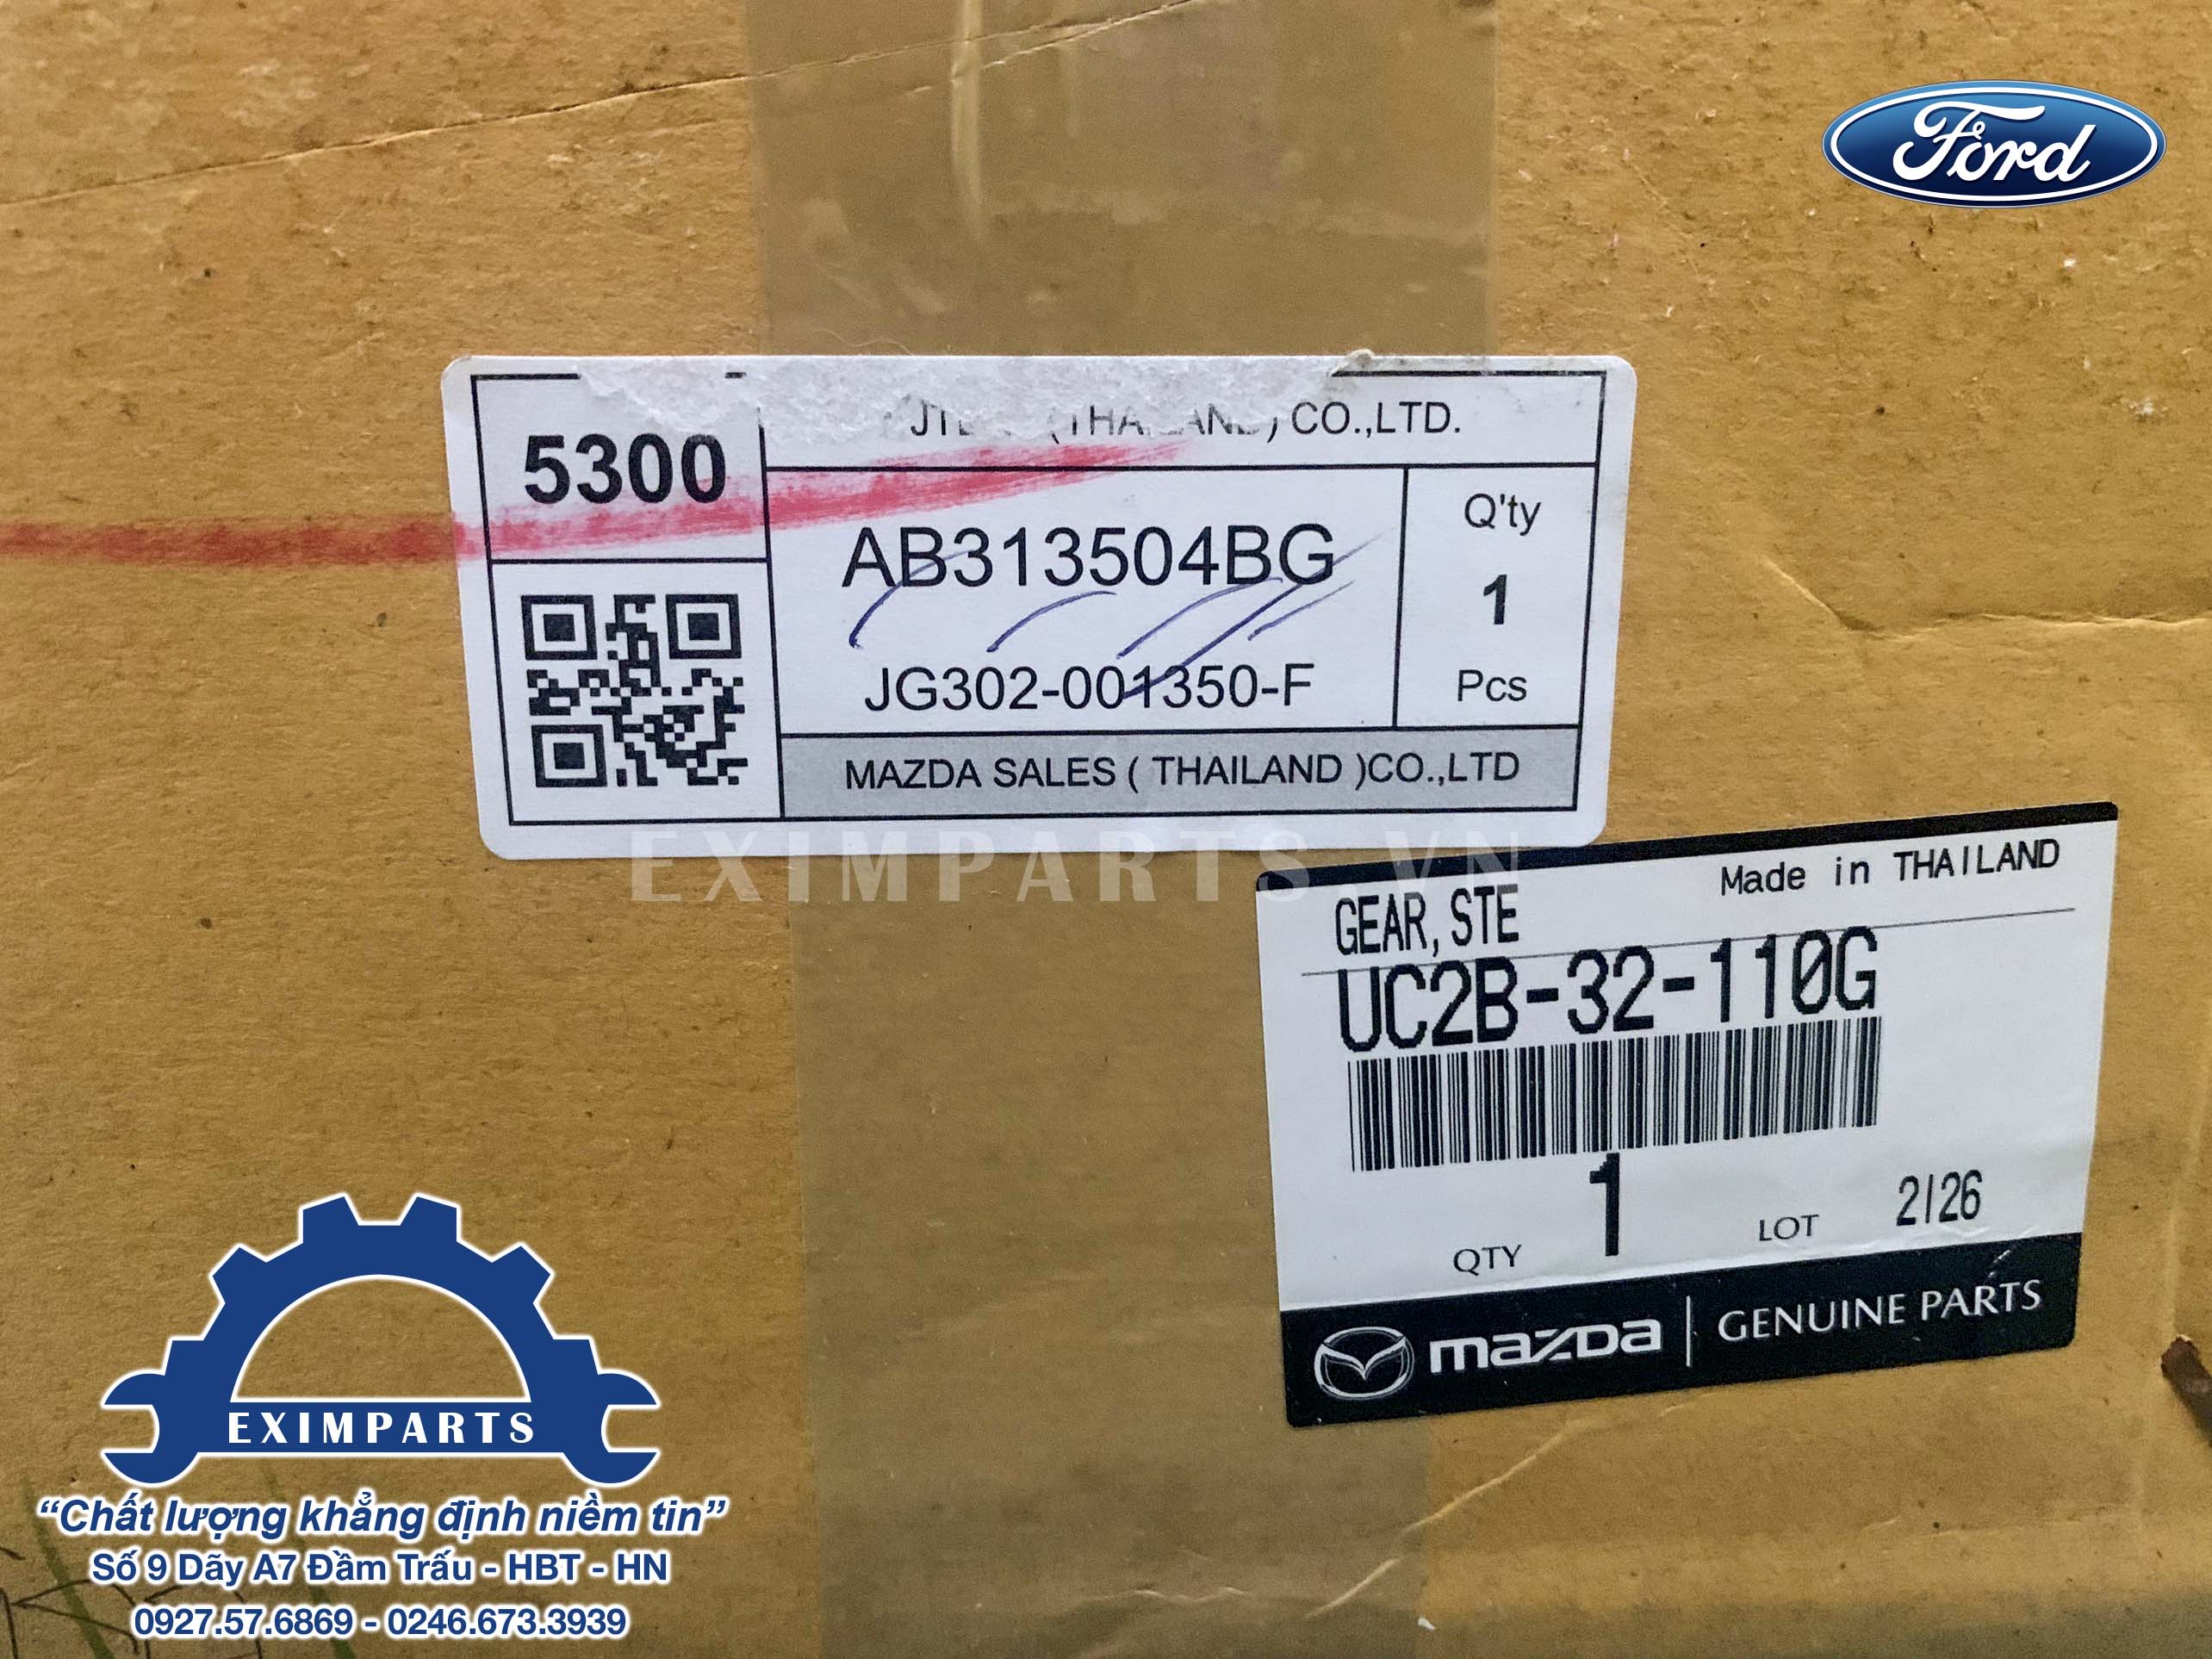 Ford
5300
(THAILAND) CO.,LTD.
AB313504BG
JG302-001350-F
Q'ty
1
Pcs
MAZDA SALES ( THAILAND )CO.,LTD
EXIMPARTS.VN
Made in THAILAND
GEAR, STE
UC2B-32-110G
QTY 1 LOT 2/26
mazda | GENUINE PARTS
EXIMPARTS
“Chất lượng khẳng định niềm tin”
Số 9 Dãy A7 Đầm Trấu - HBT - HN
0927.57.6869 - 0246.673.3939